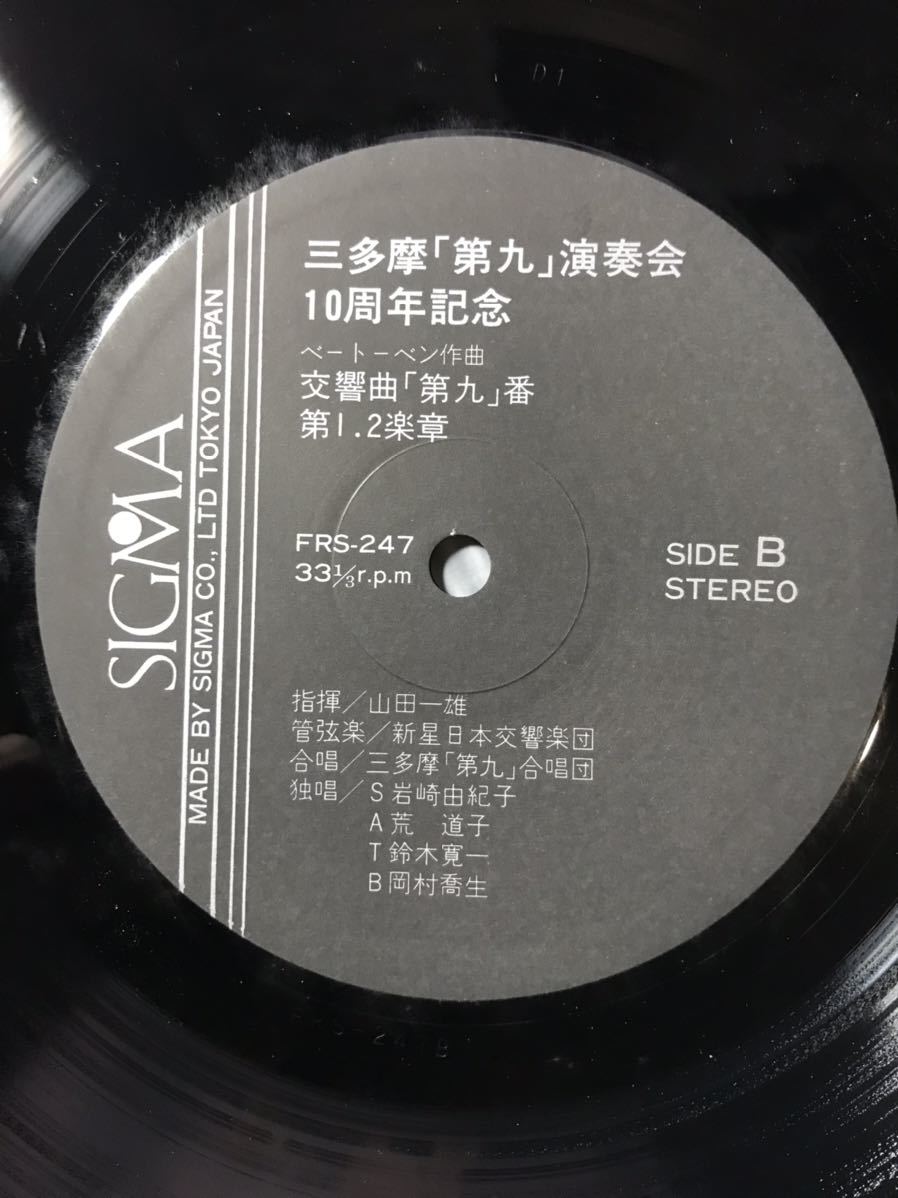 D1
三多摩「第九」演奏会
10周年記念
ベートーベン作曲
交響曲「第九」番
第1.2楽章
SIGMA
MADE BY SIGMA CO., LTD TOKYO JAPAN
FRS-247
33⅓r.p.m
SIDE B
STEREO
指揮/山田一雄
管弦楽/新星日本交響楽団
合唱/三多摩「第九」合唱団
独唱/S岩崎由紀子
A荒 道子
T鈴木寛一
B岡村喬生